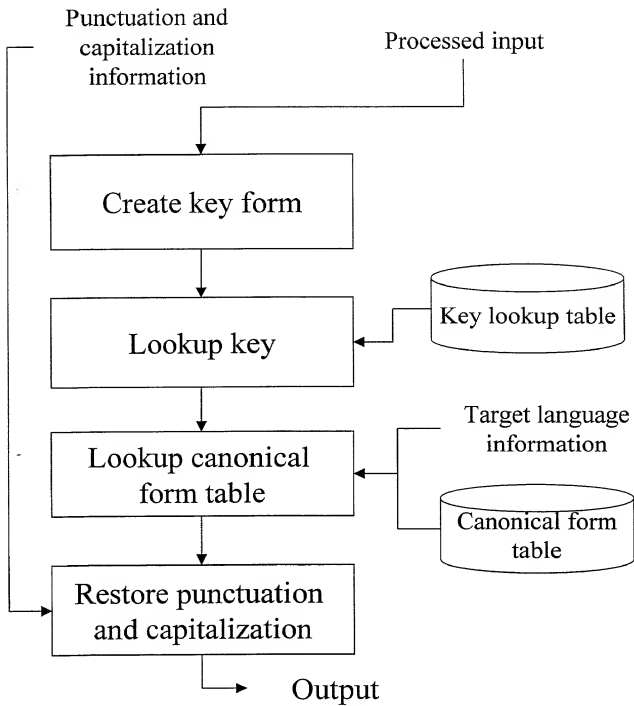 Punctuation and
capitalization
information
Processed input
Create key form
Lookup key
Key lookup table
Lookup canonical
form table
Target language
information
Canonical form
table
Restore punctuation
and capitalization
Output